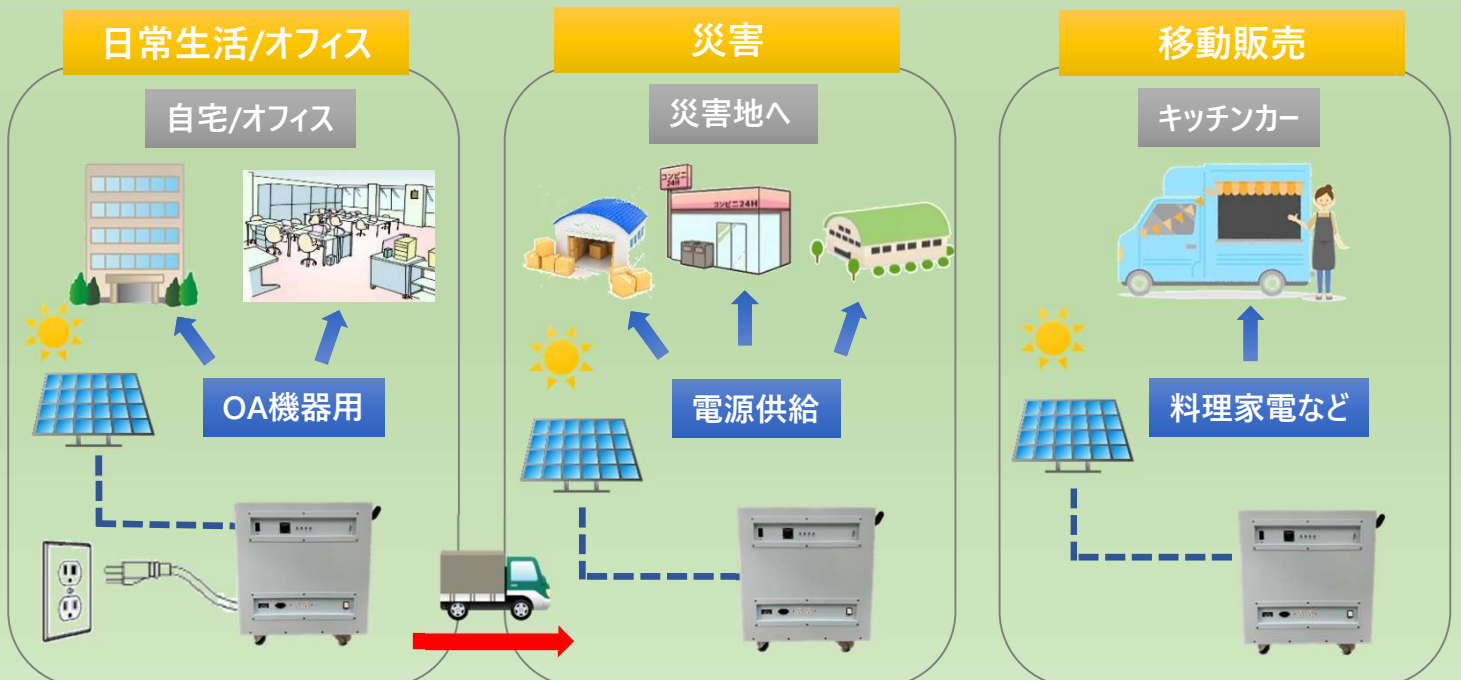 日常生活/オフィス
自宅/オフィス
OA機器用
災害
災害地へ
コンビニ
24H
コンビニ24H
電源供給
移動販売
キッチンカー
料理家電など